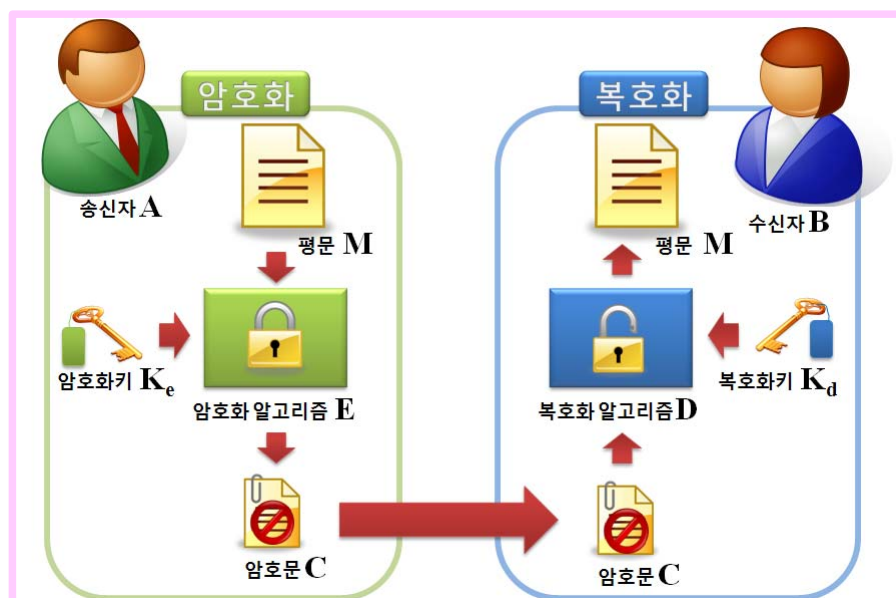 암호화
송신자 A
평문 M
암호화키 Ke
암호화 알고리즘 E
암호문 C
복호화
수신자 B
평문 M
복호화키 Kd
복호화 알고리즘 D
암호문 C